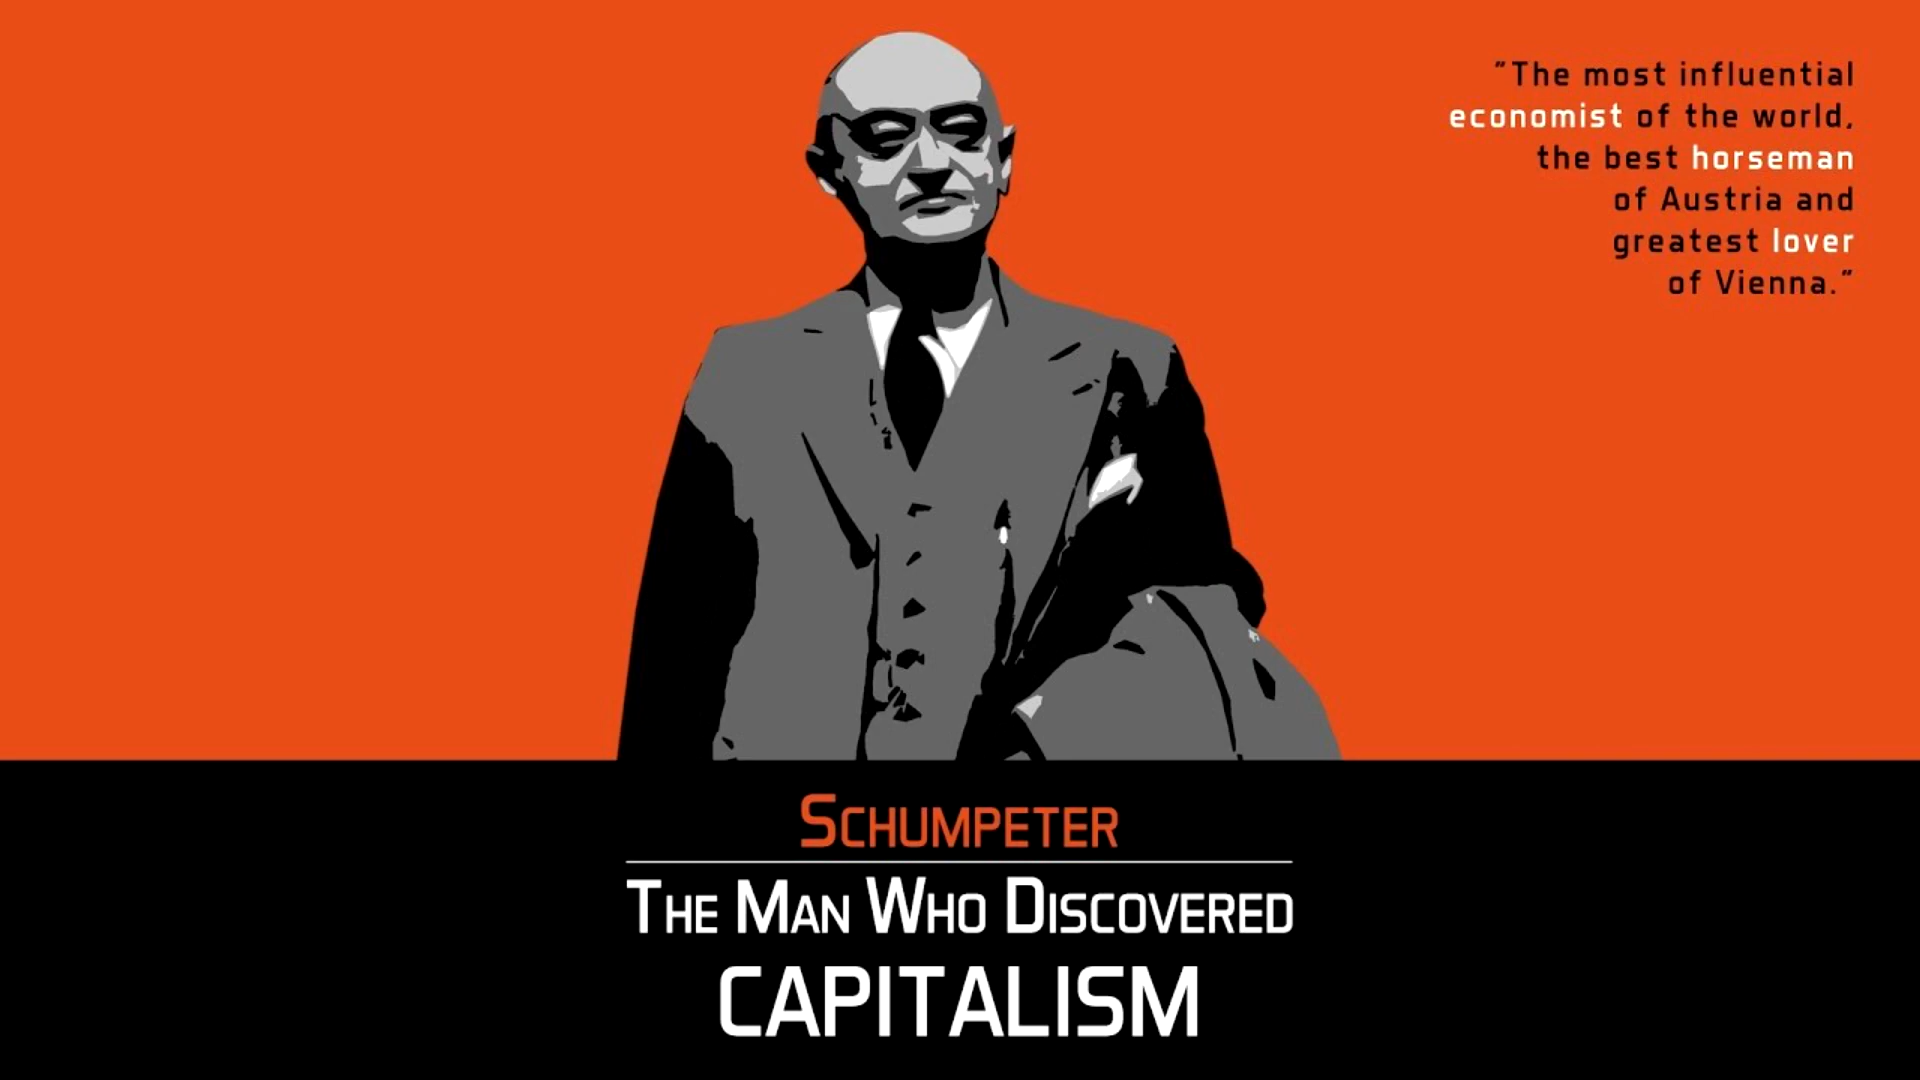 "The most influential
economist of the world,
the best horseman
of Austria and
greatest lover
of Vienna."
SCHUMPETER
THE MAN WHO DISCOVERED
CAPITALISM